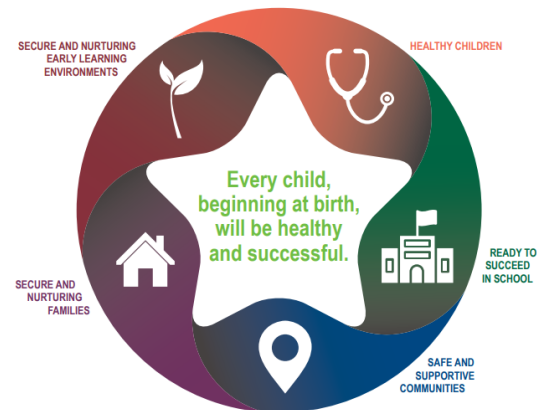 SECURE AND NURTURING
EARLY LEARNING
ENVIRONMENTS
HEALTHY CHILDREN
Every child,
beginning at birth,
will be healthy
and successful.
READY TO
SUCCEED
IN SCHOOL
SECURE AND
NURTURING
FAMILIES
SAFE AND
SUPPORTIVE
COMMUNITIES